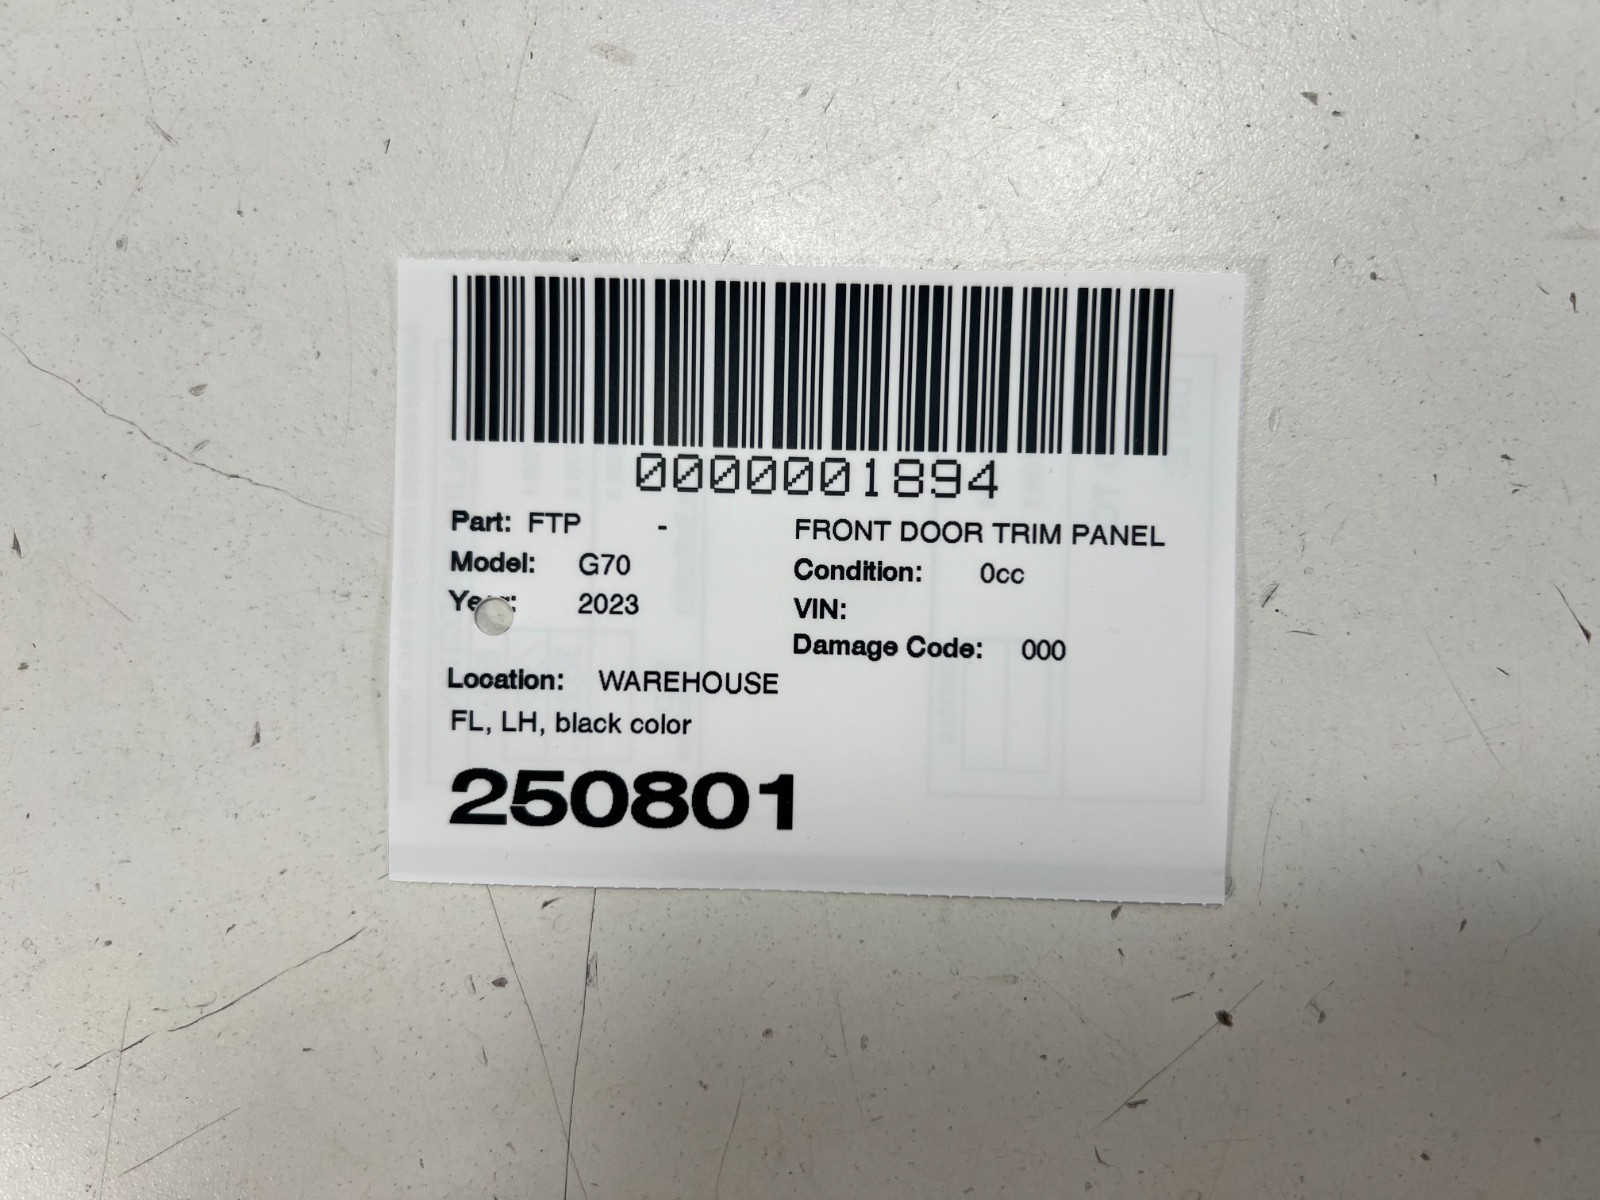 0000001894
Part: FTP - FRONT DOOR TRIM PANEL
Model: G70 Condition: 0cc
Year: 2023 VIN:
Damage Code: 000
Location: WAREHOUSE
FL, LH, black color
250801